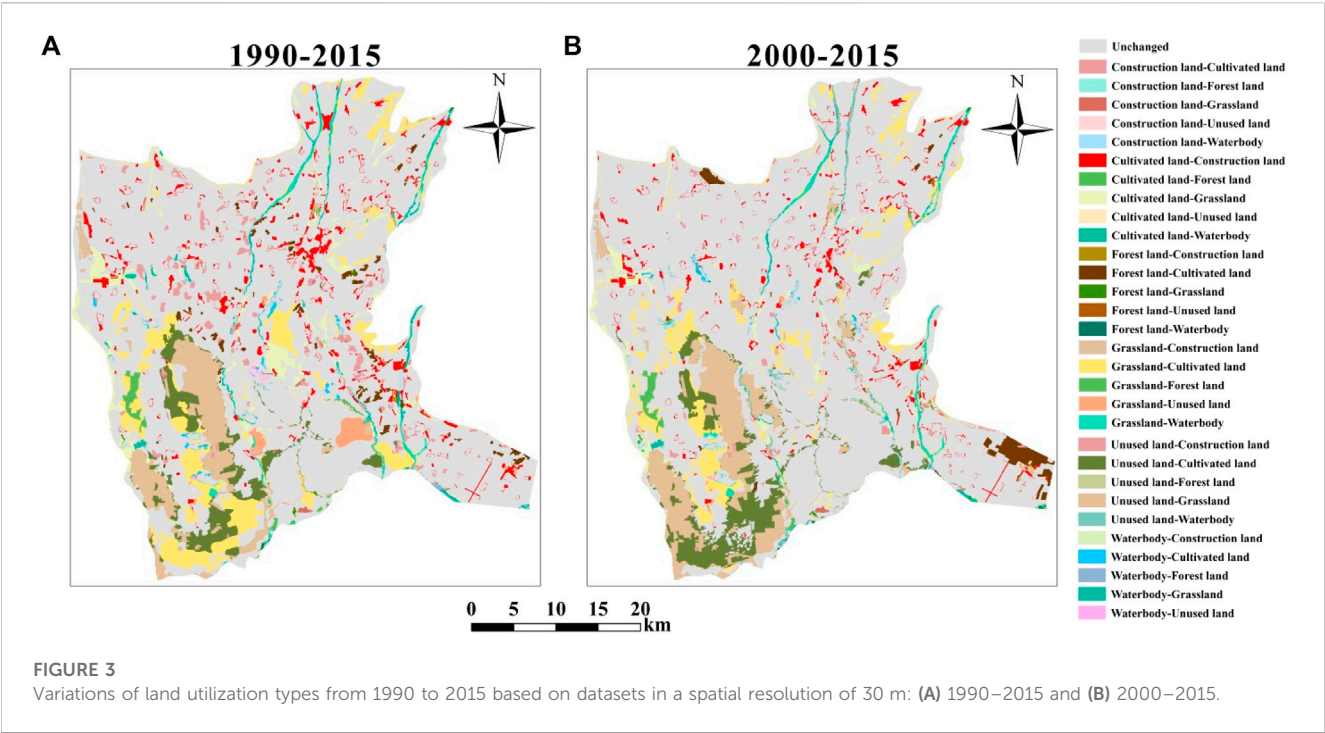 A
1990-2015
B
2000-2015
N
N
Unchanged
Construction land-Cultivated land
Construction land-Forest land
Construction land-Grassland
Construction land-Unused land
Construction land-Waterbody
Cultivated land-Construction land
Cultivated land-Forest land
Cultivated land-Grassland
Cultivated land-Unused land
Cultivated land-Waterbody
Forest land-Construction land
Forest land-Cultivated land
Forest land-Grassland
Forest land-Unused land
Forest land-Waterbody
Grassland-Construction land
Grassland-Cultivated land
Grassland-Forest land
Grassland-Unused land
Grassland-Waterbody
Unused land-Construction land
Unused land-Cultivated land
Unused land-Forest land
Unused land-Grassland
Unused land-Waterbody
Waterbody-Construction land
Waterbody-Cultivated land
Waterbody-Forest land
Waterbody-Grassland
Waterbody-Unused land
0 5 10 15 20
km
FIGURE 3
Variations of land utilization types from 1990 to 2015 based on datasets in a spatial resolution of 30 m: (A) 1990–2015 and (B) 2000–2015.